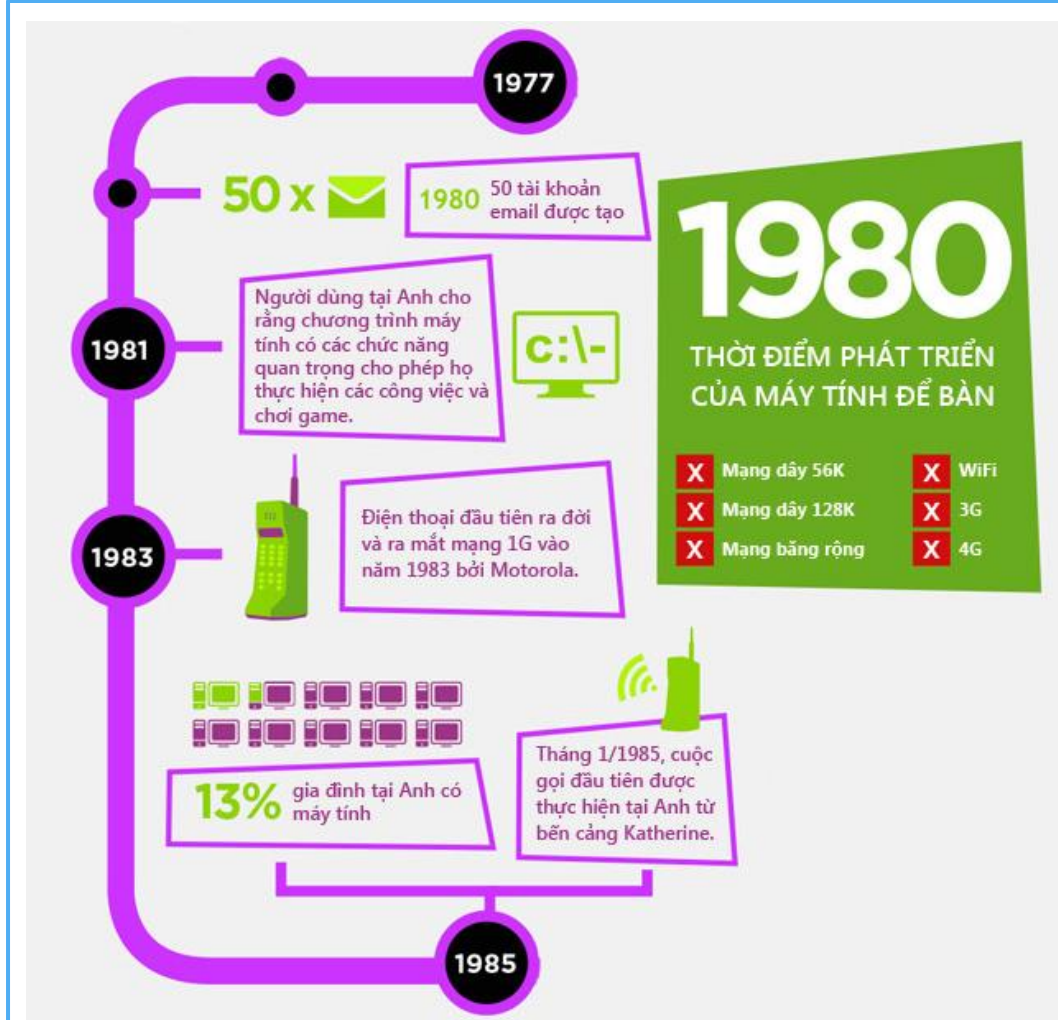 1977
50 x
1980
50 tài khoản
email được tạo
1980
THỜI ĐIỂM PHÁT TRIỂN
CỦA MÁY TÍNH ĐỂ BÀN
X Mạng dây 56K
X Mạng dây 128K
X Mạng băng rộng
X WiFi
X 3G
X 4G
1981
Người dùng tại Anh cho
rằng chương trình máy
tính có các chức năng
quan trọng cho phép họ
thực hiện các công việc và
chơi game.
c:\-
1983
Điện thoại đầu tiên ra đời
và ra mắt mạng 1G vào
năm 1983 bởi Motorola.
13%
gia đình tại Anh có
máy tính
Tháng 1/1985, cuộc
gọi đầu tiên được
thực hiện tại Anh từ
bến cảng Katherine.
1985